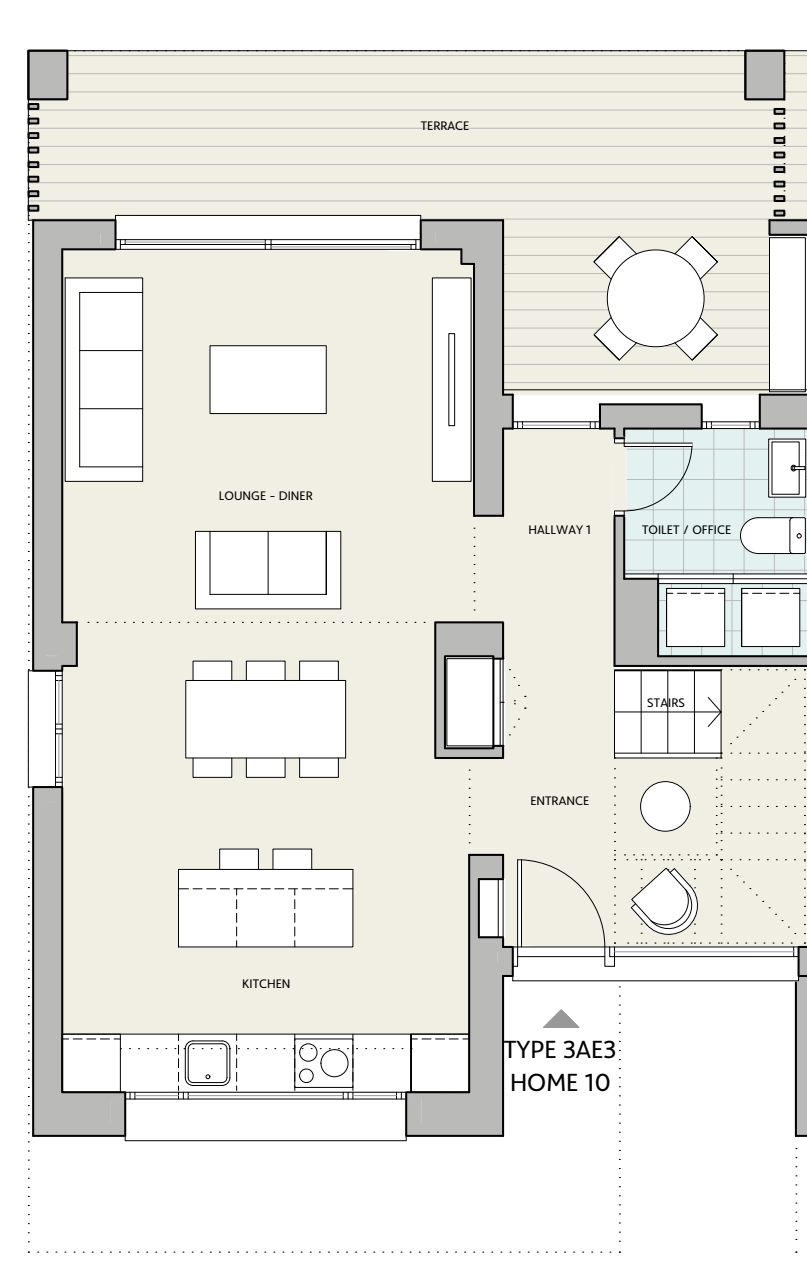 TERRACE
LOUNGE - DINER
HALLWAY 1
TOILET / OFFICE
STAIRS
ENTRANCE
KITCHEN
TYPE 3AE3
HOME 10